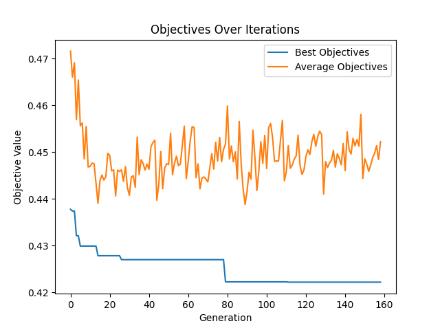 Objectives Over Iterations
Best Objectives
Average Objectives
Objective Value
0.47
0.46
0.45
0.44
0.43
0.42
0 20 40 60 80 100 120 140 160
Generation